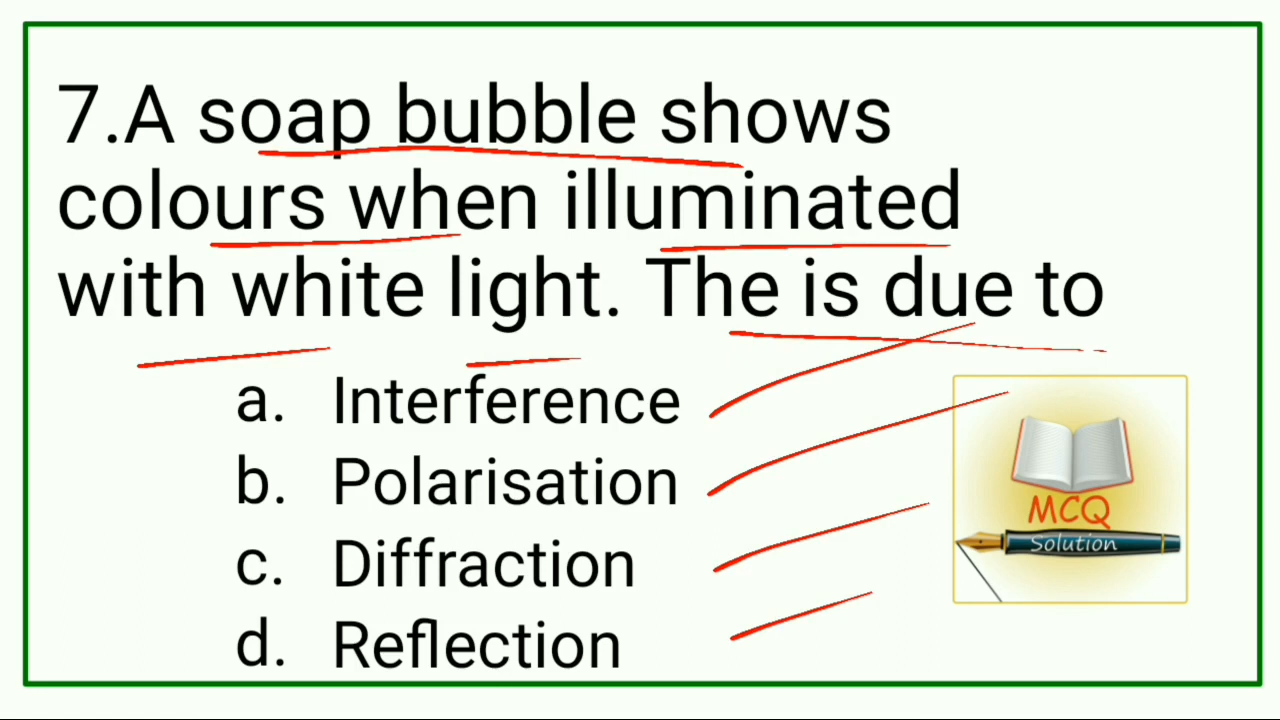 7.A soap bubble shows
colours when illuminated
with white light. The is due to
a. Interference
b. Polarisation
c. Diffraction
d. Reflection
MCQ
Solution